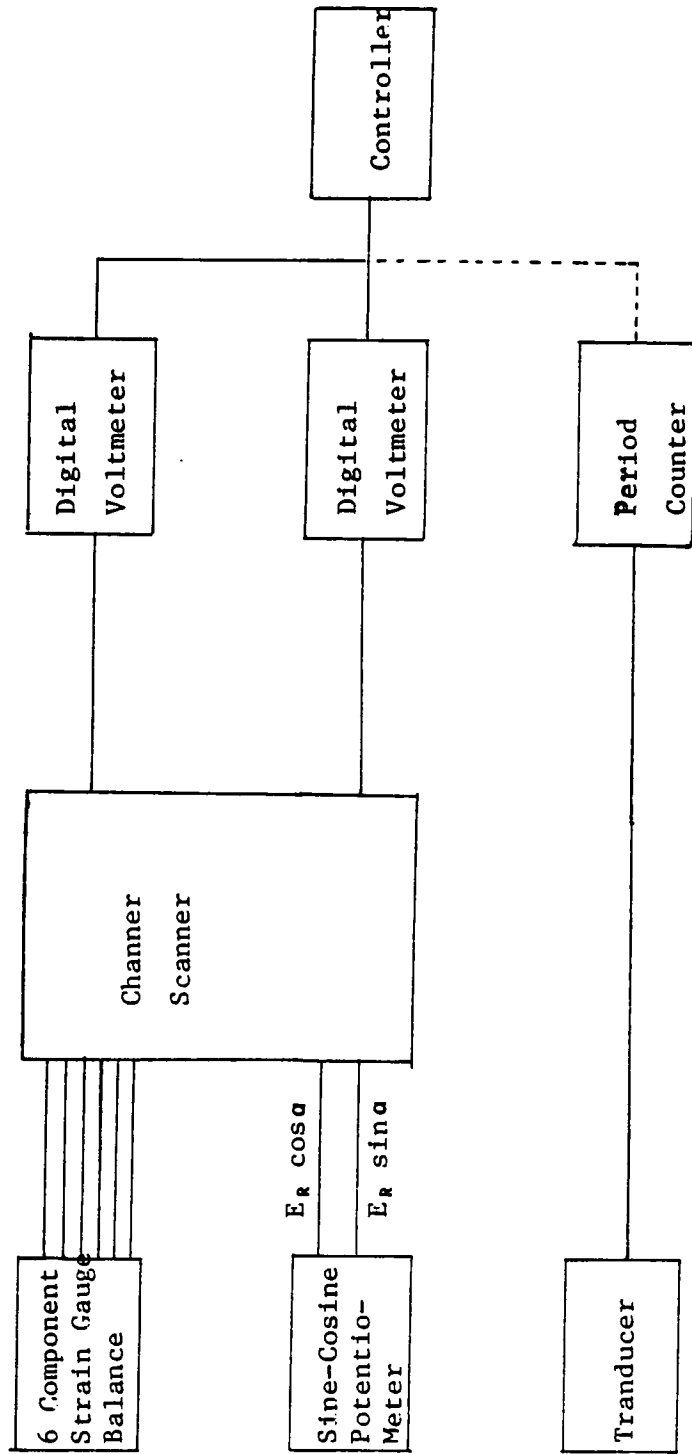 6 Component
Strain Gauge
Balance
Sine-Cosine
Potentio-
Meter
Tranducer
E_R cosα
E_R sinα
Channer
Scanner
Digital
Voltmeter
Digital
Voltmeter
Period
Counter
Controller